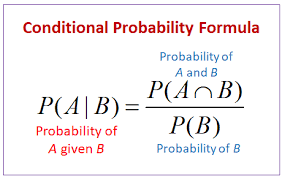 Conditional Probability Formula
Probability of
A and B
P(A | B) = P(A ∩ B) / P(B)
Probability of
A given B
Probability of B